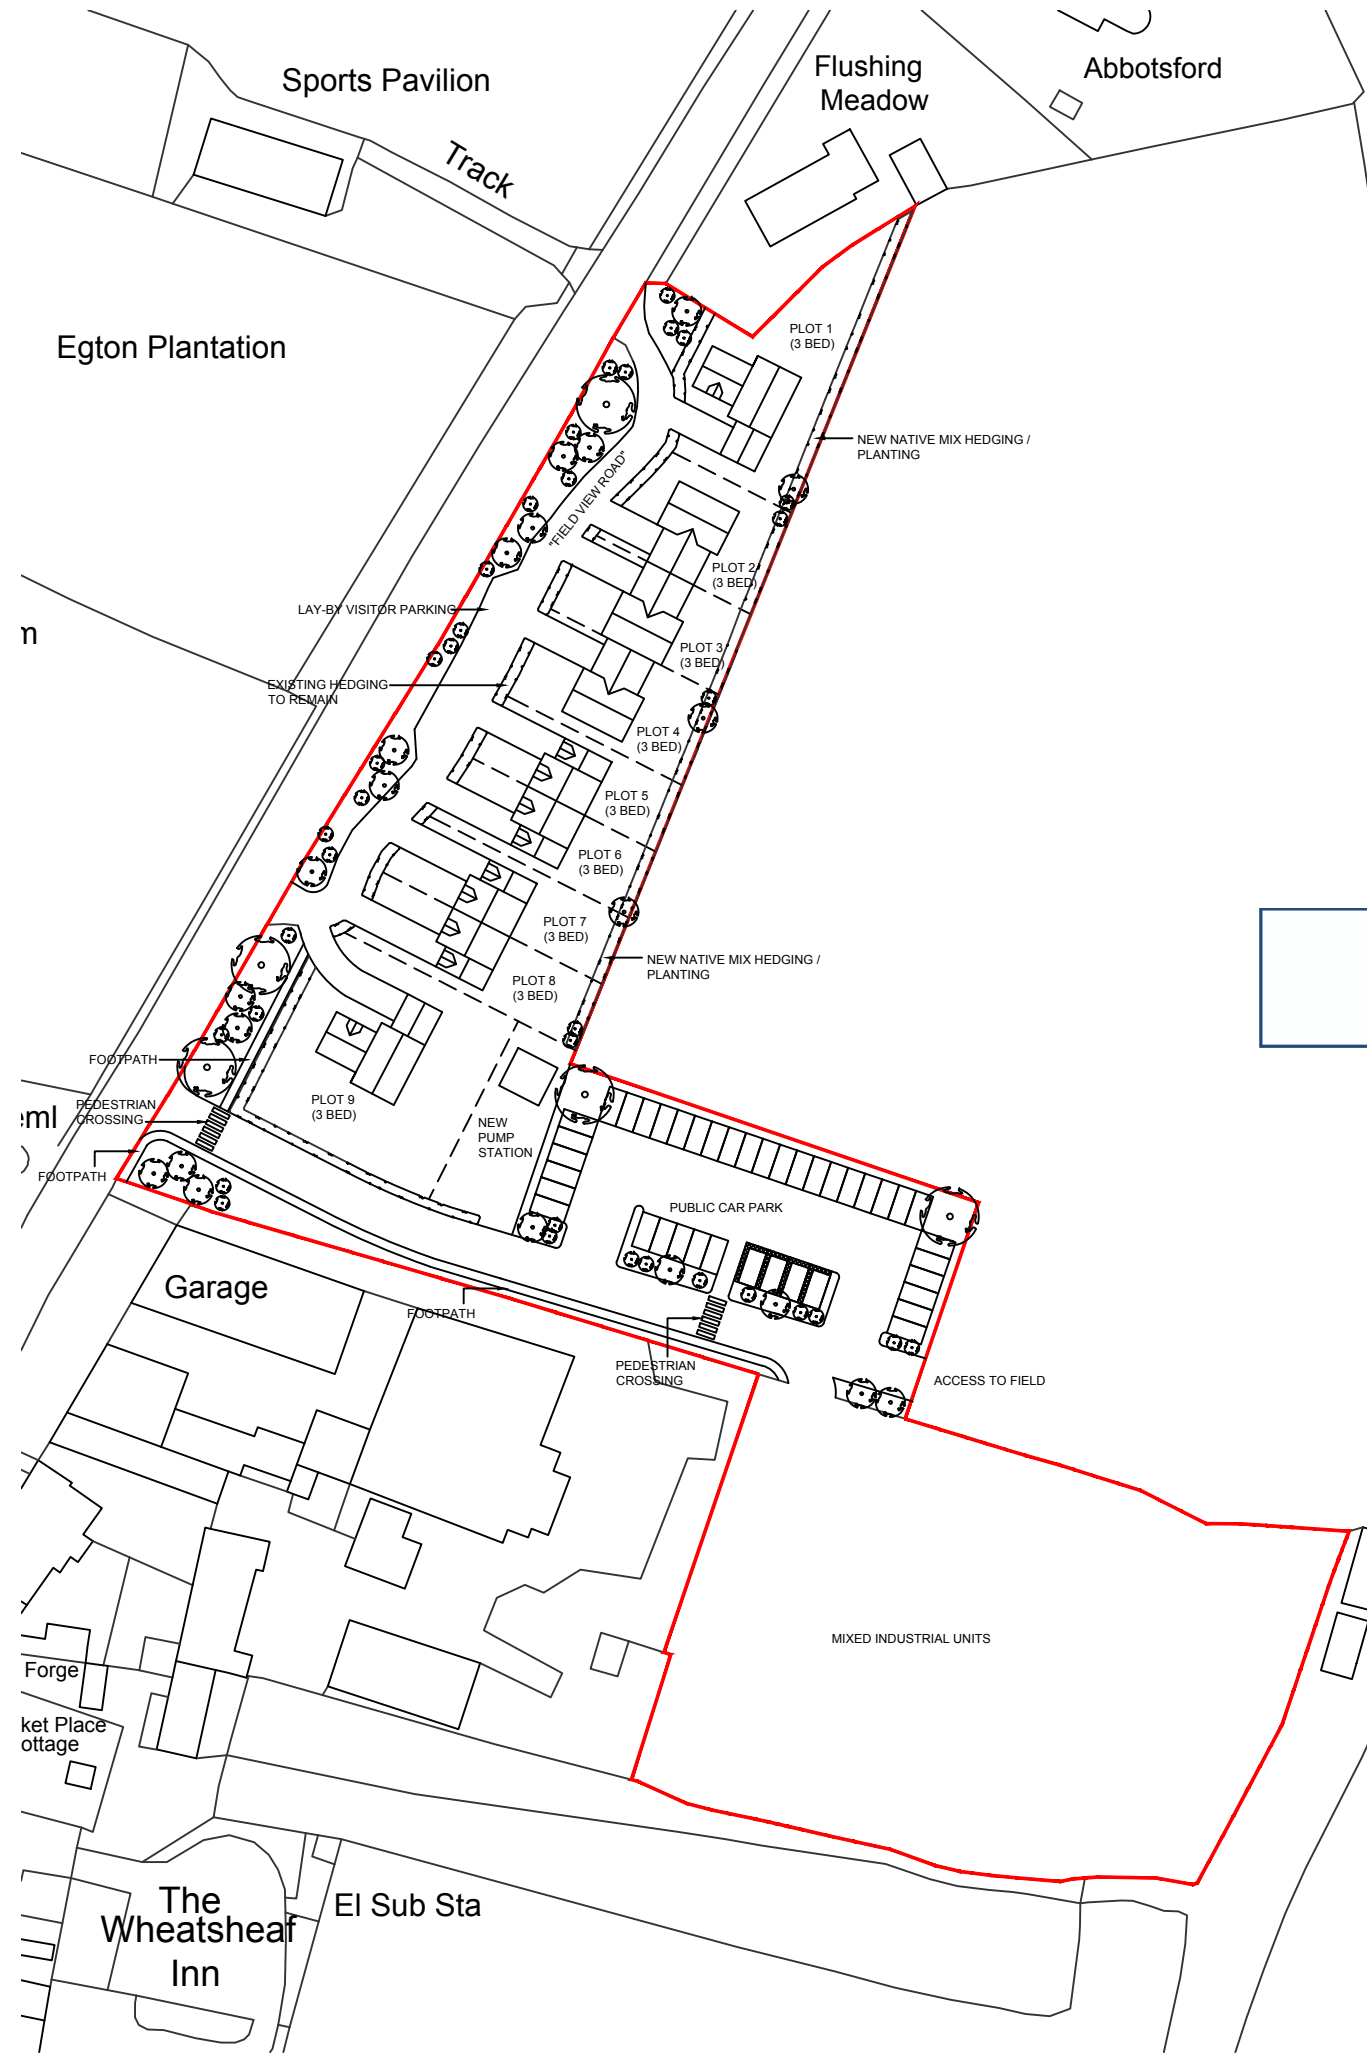 Sports Pavilion
Flushing
Meadow
Abbotsford
Track
Egton Plantation
PLOT 1
(3 BED)
NEW NATIVE MIX HEDGING /
PLANTING
"FIELD VIEW ROAD"
PLOT 2
(3 BED)
LAY-BY VISITOR PARKING
m
PLOT 3
(3 BED)
EXISTING HEDGING
TO REMAIN
PLOT 4
(3 BED)
PLOT 5
(3 BED)
PLOT 6
(3 BED)
PLOT 7
(3 BED)
NEW NATIVE MIX HEDGING /
PLANTING
PLOT 8
(3 BED)
FOOTPATH
PEDESTRIAN
CROSSING
eml
PLOT 9
(3 BED)
NEW
PUMP
STATION
FOOTPATH
PUBLIC CAR PARK
Garage
FOOTPATH
PEDESTRIAN
CROSSING
ACCESS TO FIELD
MIXED INDUSTRIAL UNITS
Forge
ket Place
ottage
The
Wheatsheaf
Inn
El Sub Sta